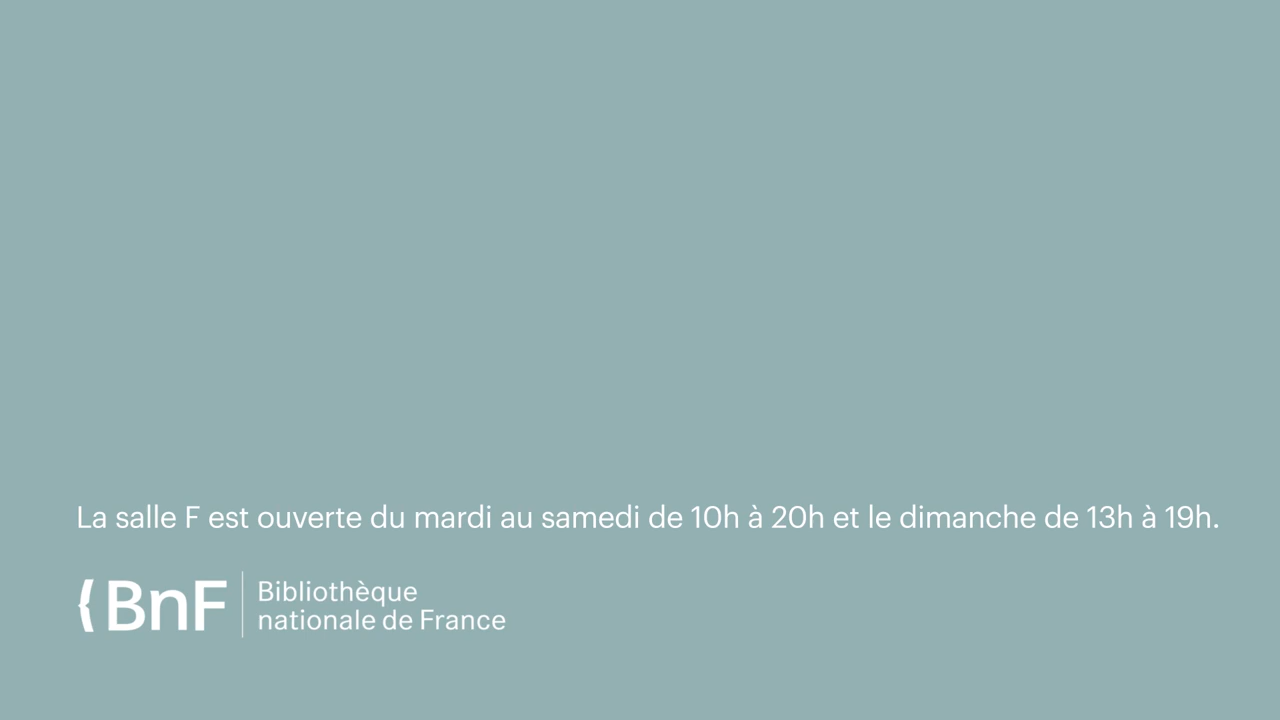 La salle F est ouverte du mardi au samedi de 10h à 20h et le dimanche de 13h à 19h.
{BnF
Bibliothèque
nationale de France